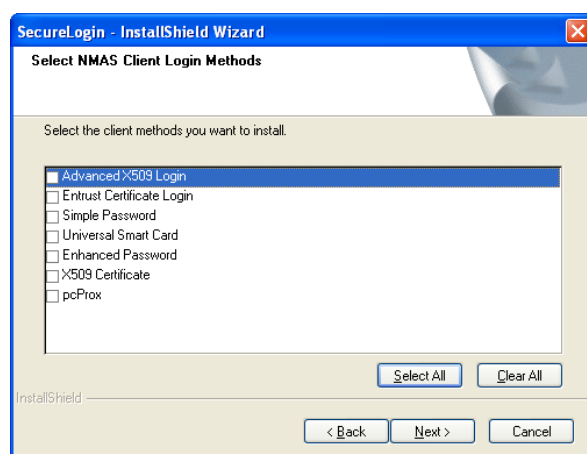 SecureLogin - InstallShield Wizard
Select NMAS Client Login Methods
Select the client methods you want to install.
Advanced X509 Login
Entrust Certificate Login
Simple Password
Universal Smart Card
Enhanced Password
X509 Certificate
pcProx
Select All Clear All
InstallShield
< Back Next > Cancel